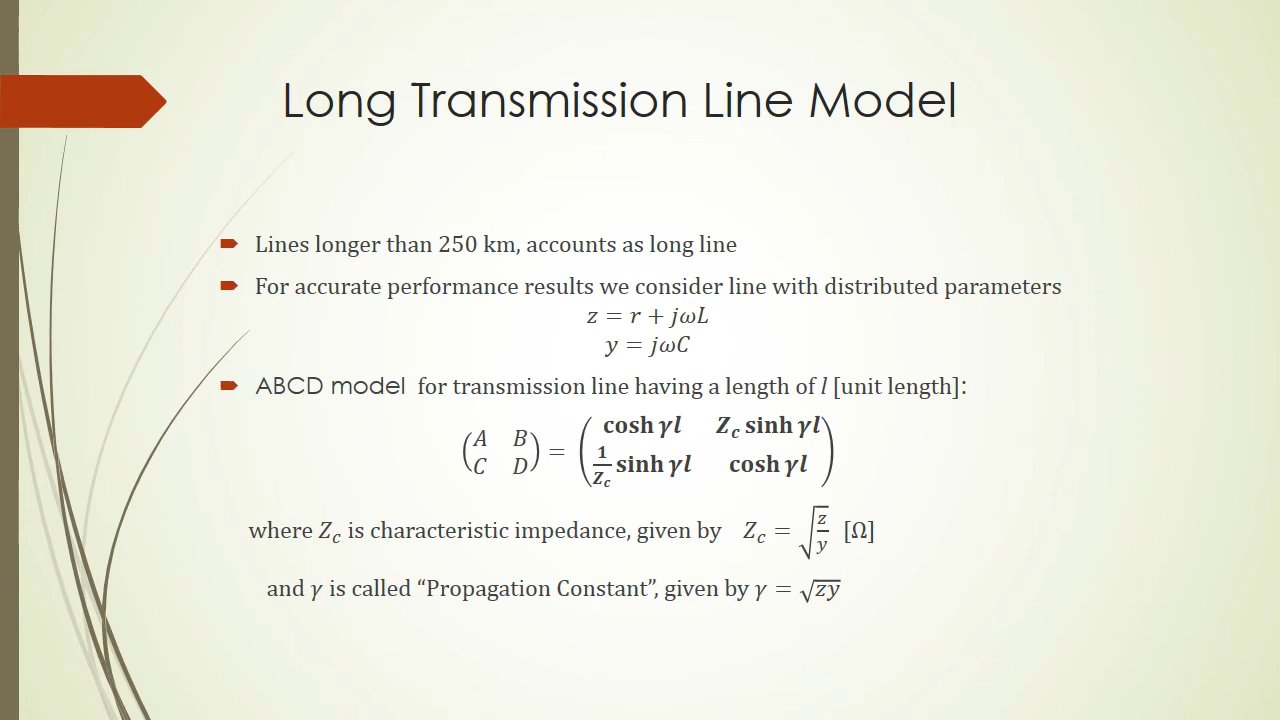 Long Transmission Line Model
Lines longer than 250 km, accounts as long line
For accurate performance results we consider line with distributed parameters
𝑧 = 𝑟 + 𝑗𝜔𝐿
𝑦 = 𝑗𝜔𝐶
ABCD model for transmission line having a length of 𝑙 [unit length]:
(A B; C D) = (cosh γl  Z_c sinh γl; 1/Z_c sinh γl  cosh γl)
where Z_c is characteristic impedance, given by Z_c = √(z/y) [Ω]
and γ is called “Propagation Constant”, given by γ = √zy